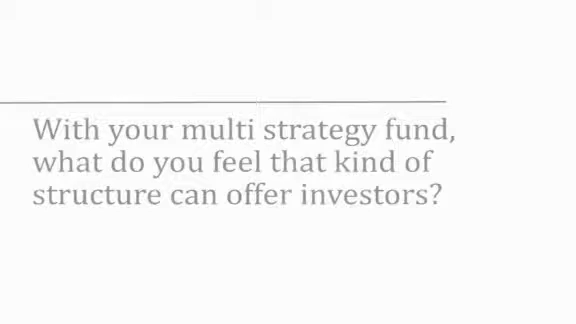 With your multi strategy fund,
what do you feel that kind of
structure can offer investors?